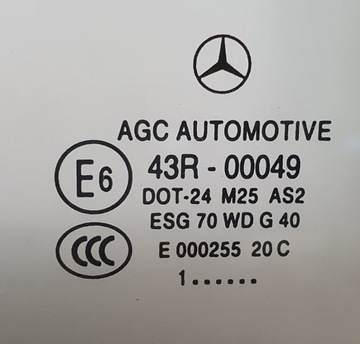 AGC AUTOMOTIVE
E6 43R - 00049
DOT-24 M25 AS2
ESG 70 WD G 40
CCC E 000255 20 C
1......